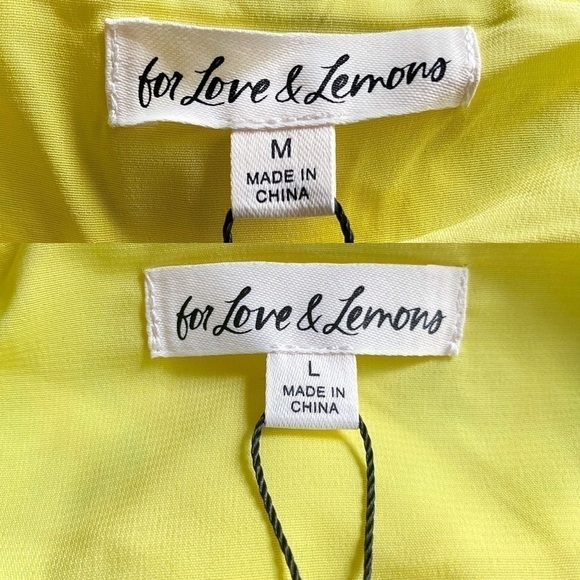 for Love & Lemons
M
MADE IN
CHINA
for Love & Lemons
L
MADE IN
CHINA